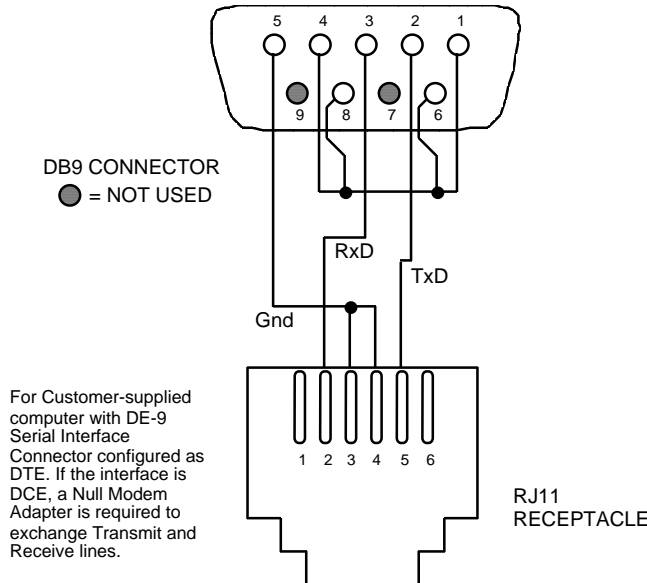 5 4 3 2 1
9 8 7 6
DB9 CONNECTOR
= NOT USED
RxD
TxD
Gnd
For Customer-supplied
computer with DE-9
Serial Interface
Connector configured as
DTE. If the interface is
DCE, a Null Modem
Adapter is required to
exchange Transmit and
Receive lines.
1 2 3 4 5 6
RJ11
RECEPTACLE